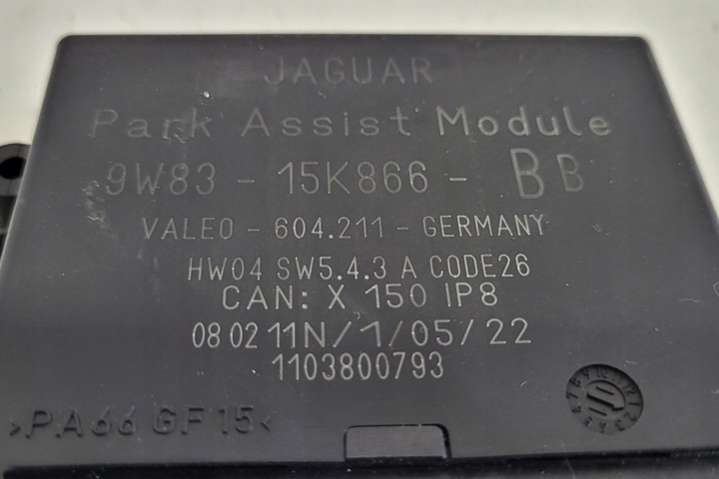 JAGUAR
Park Assist Module
9W83 - 15K866 - BB
VALEO - 604.211 - GERMANY
HW04 SW5.4.3 A CODE26
CAN: X 150 IP8
08 02 11N/1/05/22
1103800793
>PA66 GF15<